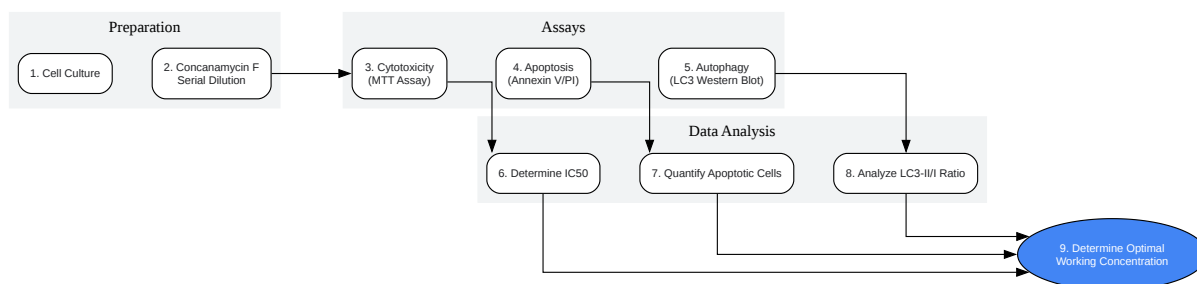 Preparation
1. Cell Culture
2. Concanamycin F
Serial Dilution
Assays
3. Cytotoxicity
(MTT Assay)
4. Apoptosis
(Annexin V/PI)
5. Autophagy
(LC3 Western Blot)
Data Analysis
6. Determine IC50
7. Quantify Apoptotic Cells
8. Analyze LC3-II/I Ratio
9. Determine Optimal
Working Concentration